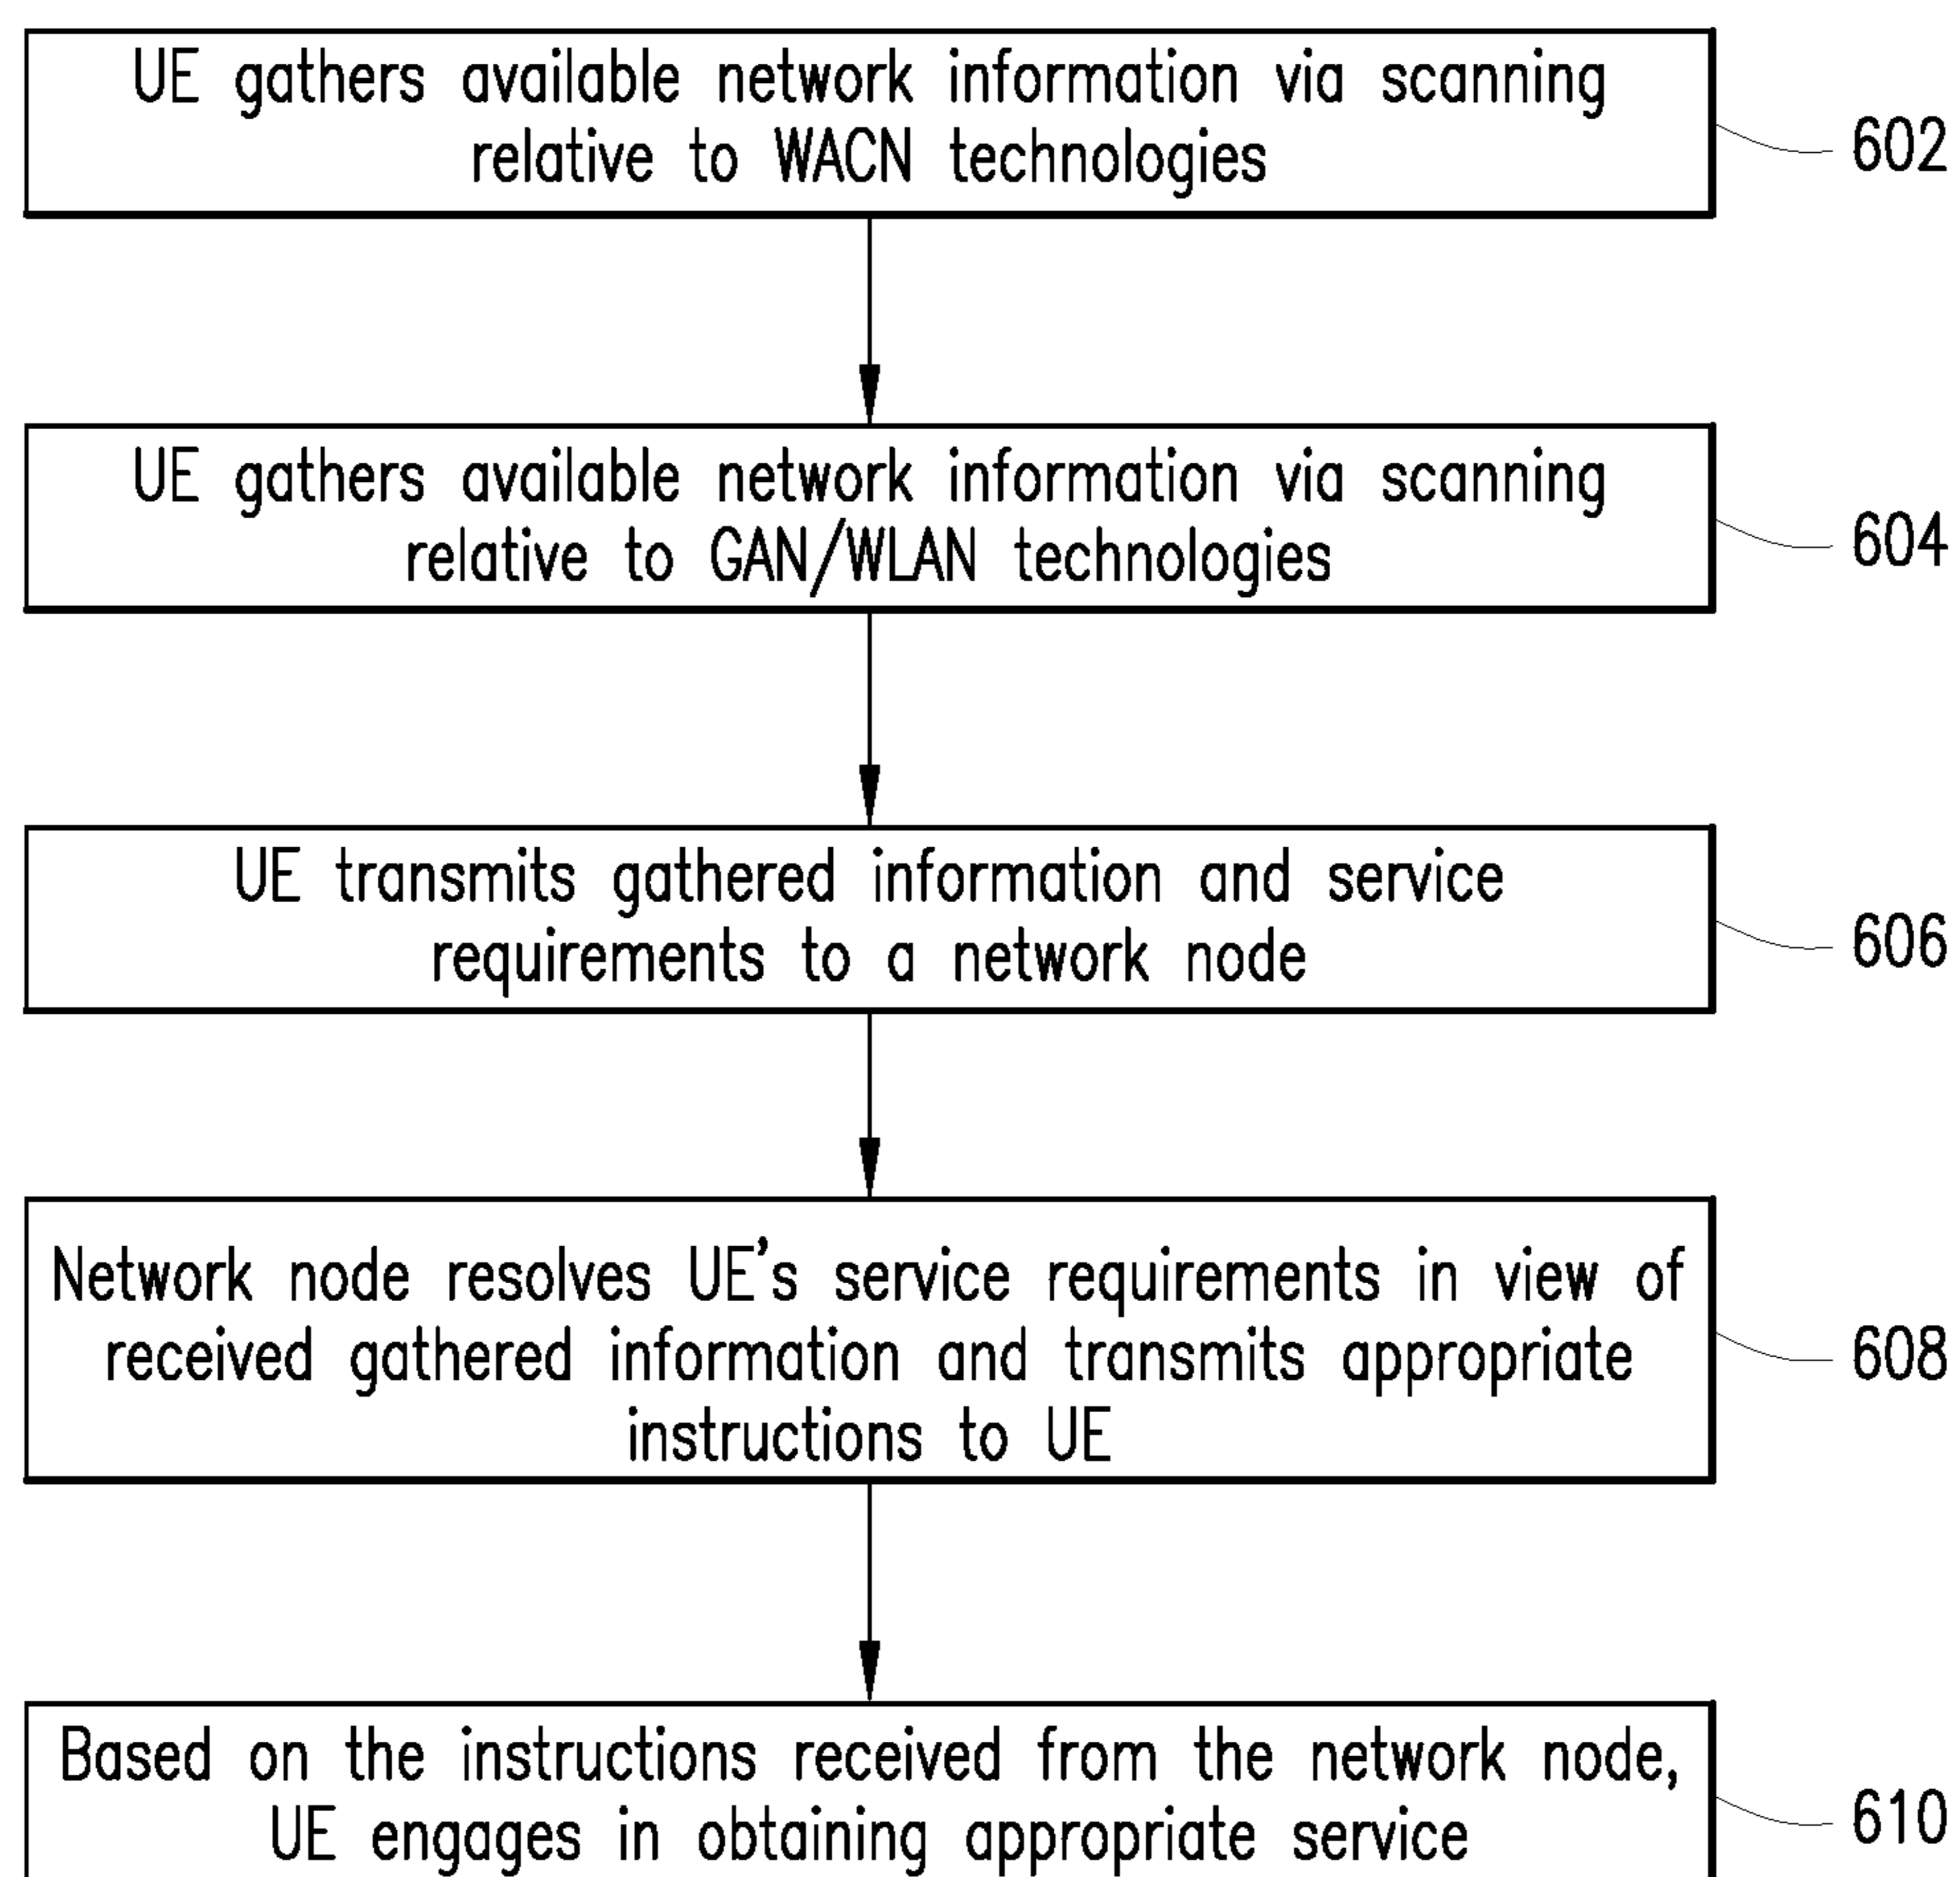 UE gathers available network information via scanning
relative to WACN technologies
602
UE gathers available network information via scanning
relative to GAN/WLAN technologies
604
UE transmits gathered information and service
requirements to a network node
606
Network node resolves UE's service requirements in view of
received gathered information and transmits appropriate
instructions to UE
608
Based on the instructions received from the network node,
UE engages in obtaining appropriate service
610